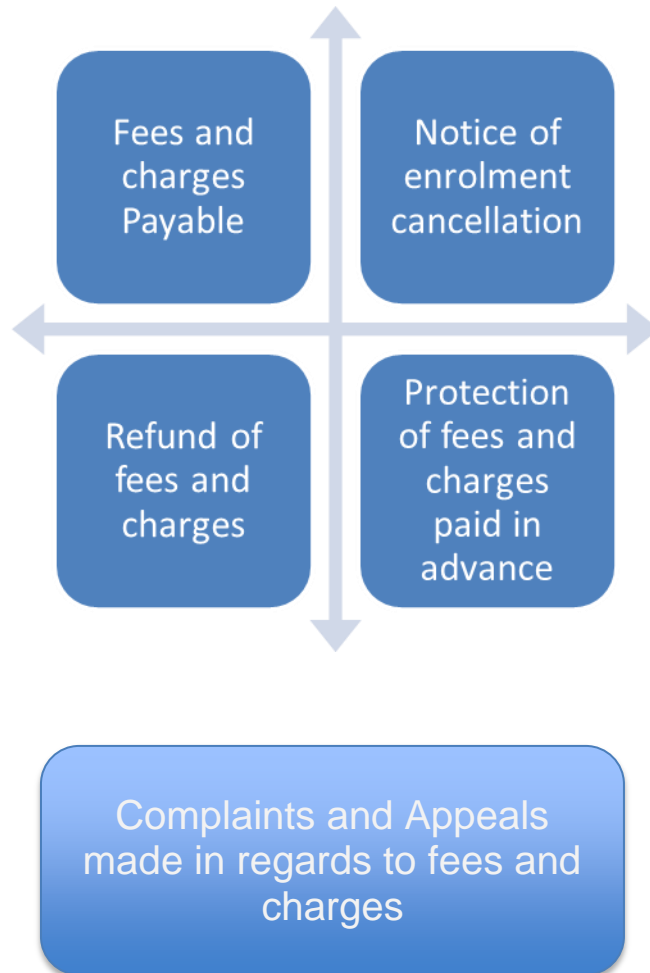 Fees and
charges
Payable
Notice of
enrolment
cancellation
Refund of
fees and
charges
Protection
of fees and
charges
paid in
advance
Complaints and Appeals
made in regards to fees and
charges